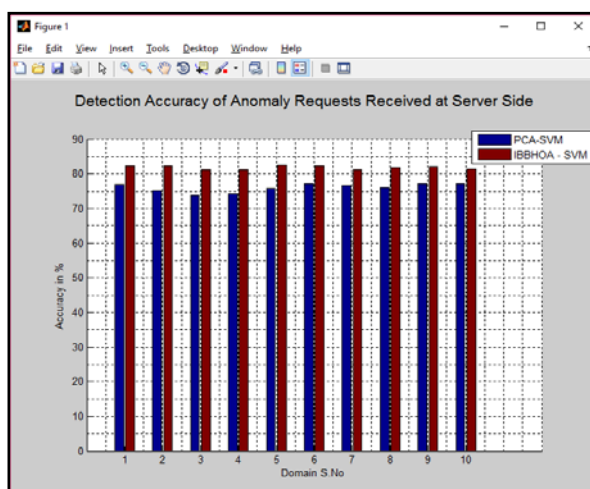 Figure 1
File Edit View Insert Tools Desktop Window Help
Detection Accuracy of Anomaly Requests Received at Server Side
PCA-SVM
IBBHOA - SVM
Accuracy in %
90
80
70
60
50
40
30
20
10
0
1 2 3 4 5 6 7 8 9 10
Domain S.No